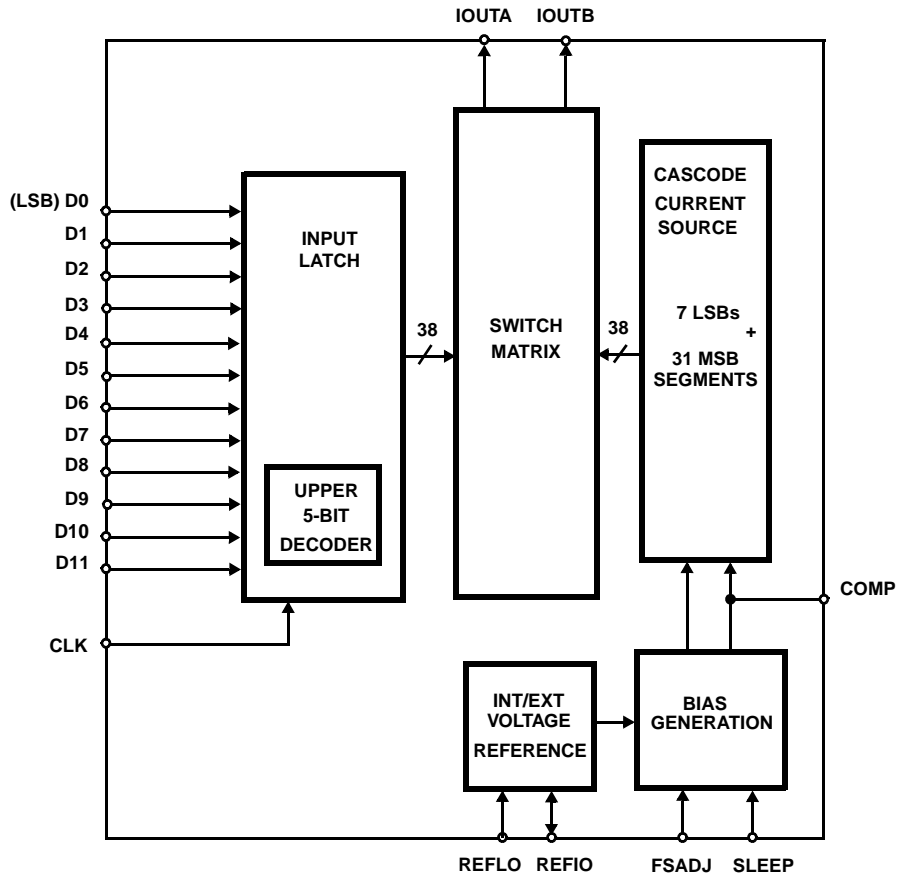 IOUTA IOUTB
(LSB) D0
D1
D2
D3
D4
D5
D6
D7
D8
D9
D10
D11
CLK
INPUT
LATCH
UPPER
5-BIT
DECODER
38
SWITCH
MATRIX
38
CASCODE
CURRENT
SOURCE
7 LSBs
+
31 MSB
SEGMENTS
COMP
INT/EXT
VOLTAGE
REFERENCE
BIAS
GENERATION
REFLO REFIO FSADJ SLEEP